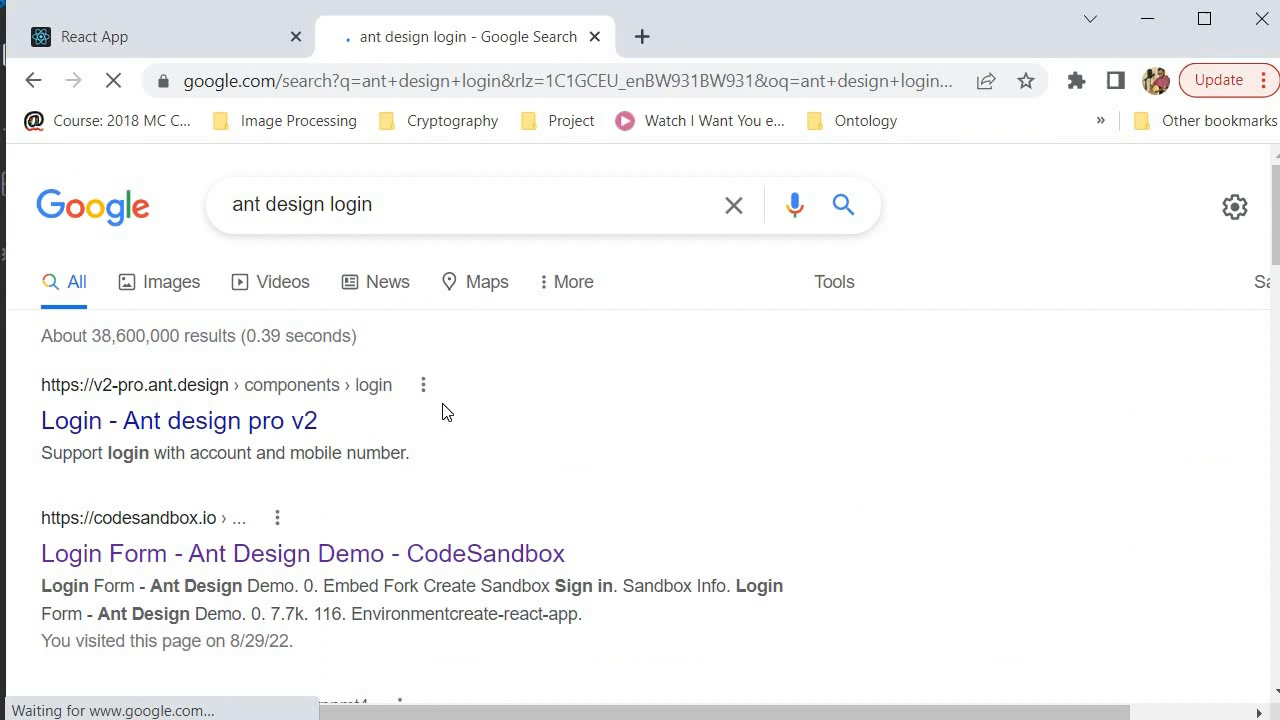 React App
ant design login - Google Search
google.com/search?q=ant+design+login&rlz=1C1GCEU_enBW931BW931&oq=ant+design+login...
Update
Course: 2018 MC C...
Image Processing
Cryptography
Project
Watch I Want You e...
Ontology
»
Other bookmarks
Google
ant design login
All
Images
Videos
News
Maps
More
Tools
About 38,600,000 results (0.39 seconds)
https://v2-pro.ant.design › components › login
Login - Ant design pro v2
Support login with account and mobile number.
https://codesandbox.io › ...
Login Form - Ant Design Demo - CodeSandbox
Login Form - Ant Design Demo. 0. Embed Fork Create Sandbox Sign in. Sandbox Info. Login
Form - Ant Design Demo. 0. 7.7k. 116. Environmentcreate-react-app.
You visited this page on 8/29/22.
Waiting for www.google.com...